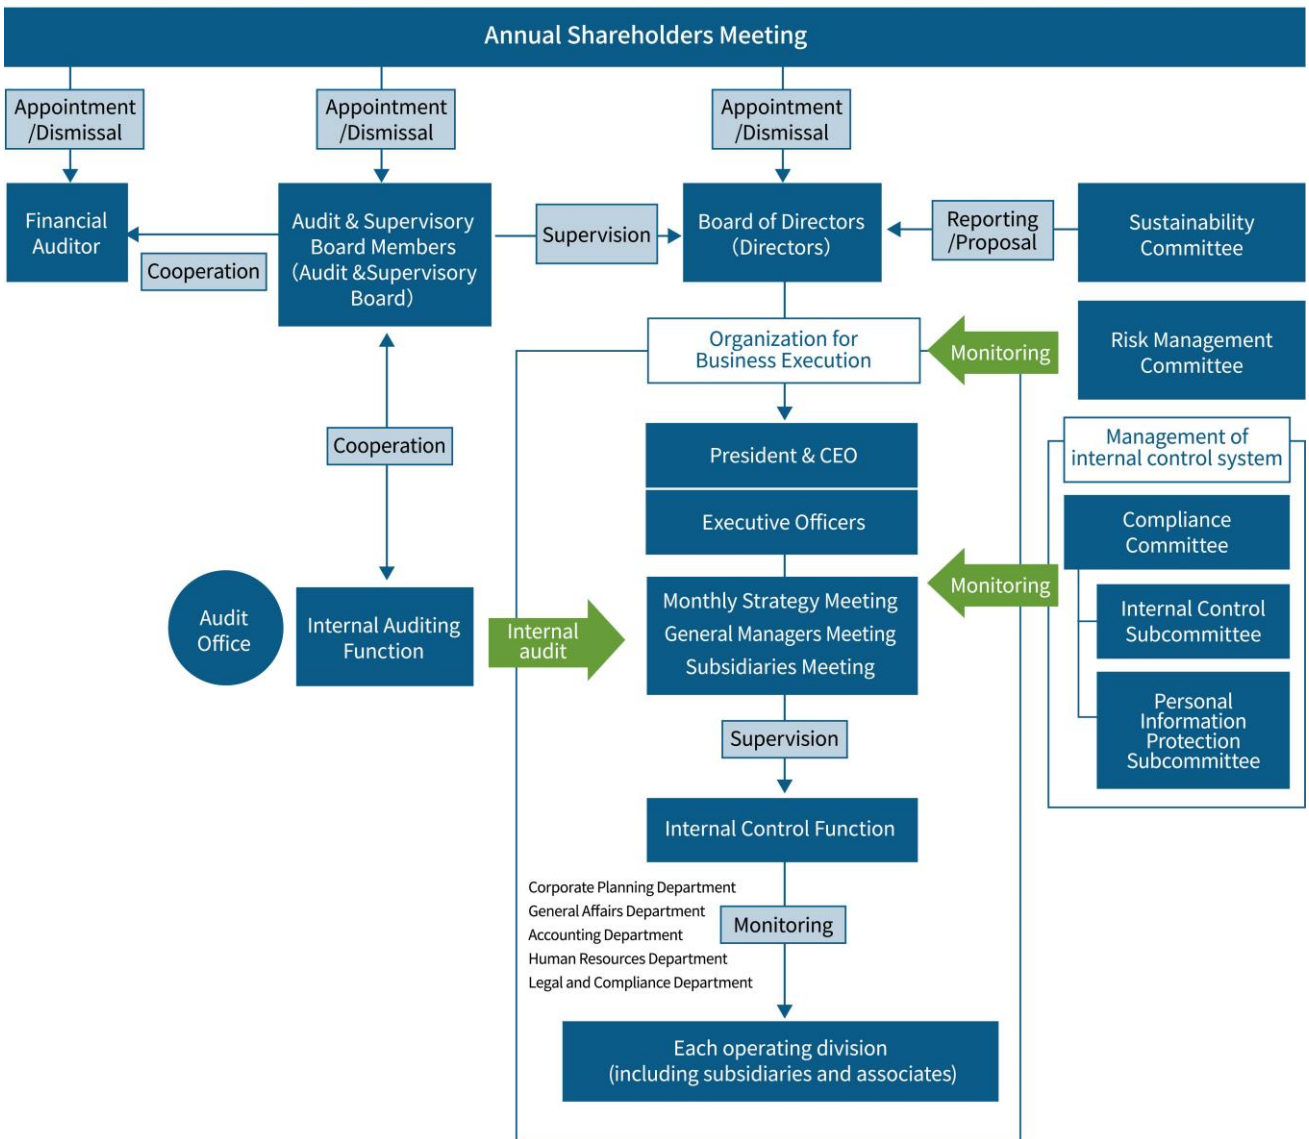 Annual Shareholders Meeting
Appointment
/Dismissal
Appointment
/Dismissal
Appointment
/Dismissal
Financial
Auditor
Cooperation
Audit & Supervisory
Board Members
(Audit &Supervisory
Board)
Supervision
Board of Directors
(Directors)
Reporting
/Proposal
Sustainability
Committee
Organization for
Business Execution
Monitoring
Risk Management
Committee
Cooperation
President & CEO
Executive Officers
Management of
internal control system
Compliance
Committee
Monitoring
Internal Control
Subcommittee
Personal
Information
Protection
Subcommittee
Audit
Office
Internal Auditing
Function
Internal
audit
Monthly Strategy Meeting
General Managers Meeting
Subsidiaries Meeting
Supervision
Internal Control Function
Corporate Planning Department
General Affairs Department
Accounting Department
Human Resources Department
Legal and Compliance Department
Monitoring
Each operating division
(including subsidiaries and associates)